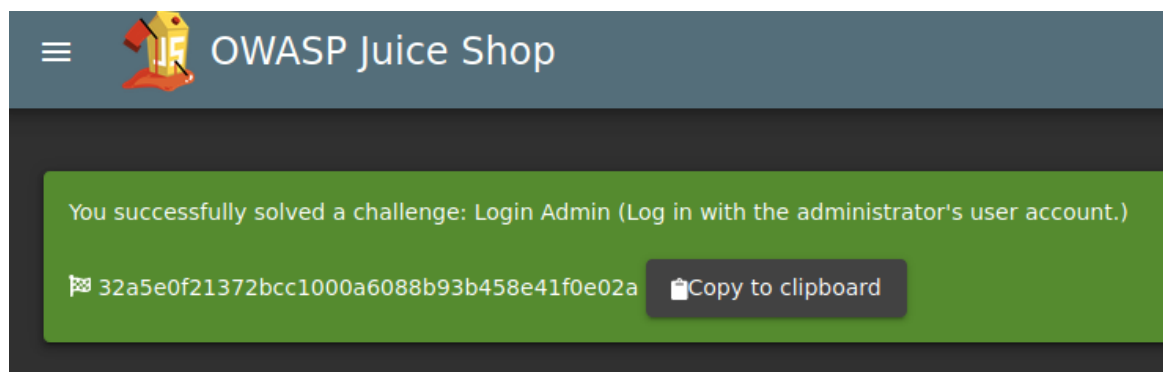 OWASP Juice Shop
You successfully solved a challenge: Login Admin (Log in with the administrator's user account.)
32a5e0f21372bcc1000a6088b93b458e41f0e02a Copy to clipboard